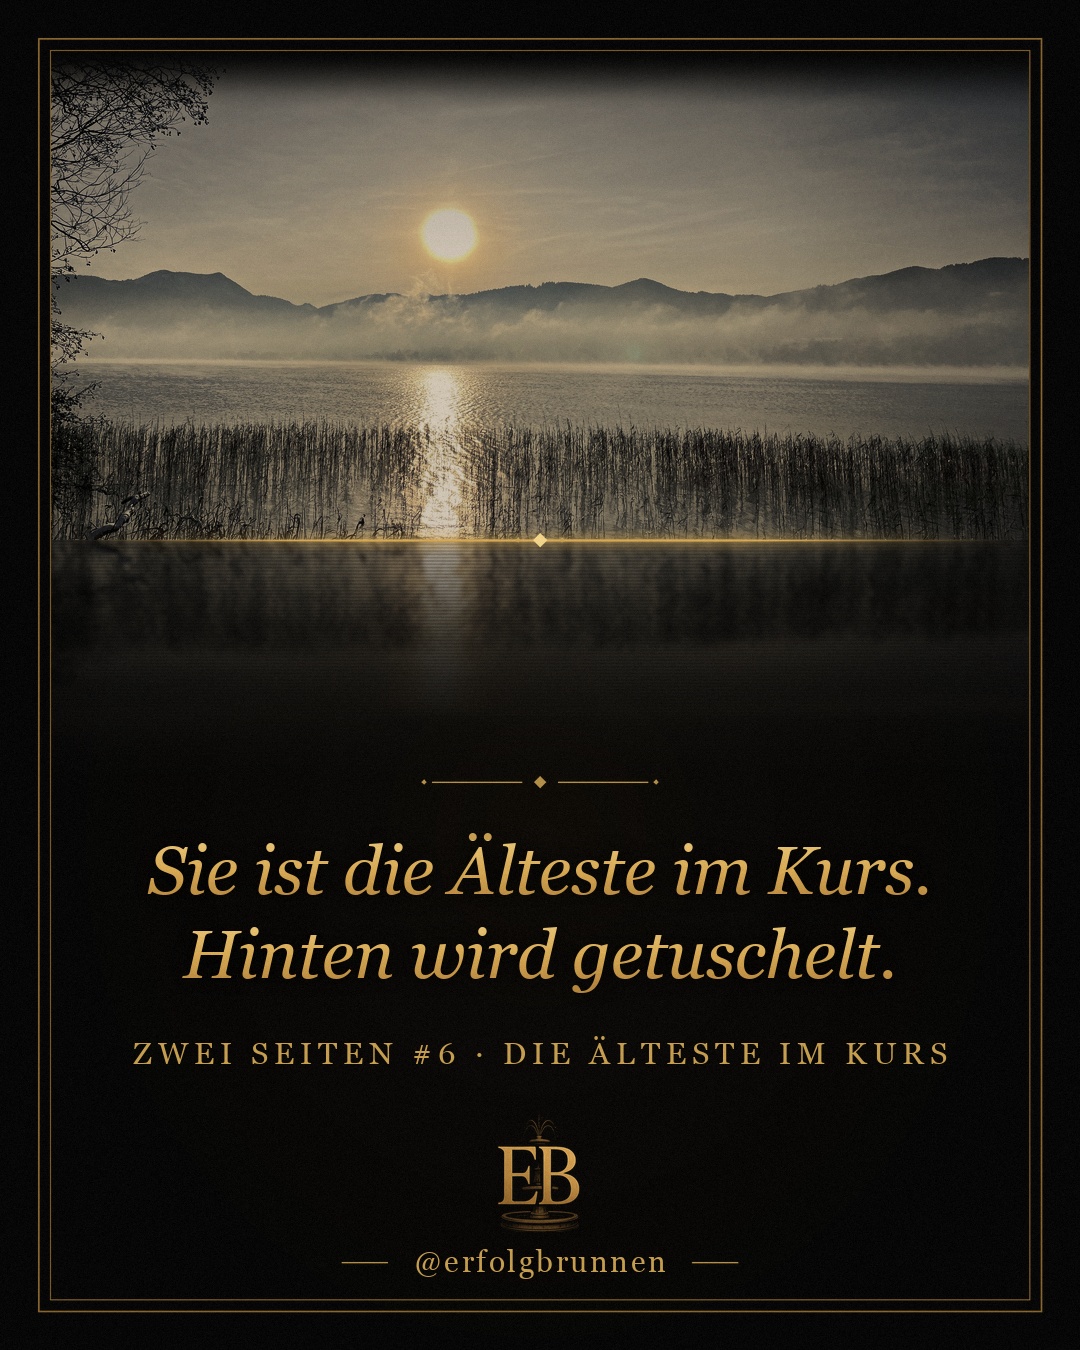 Sie ist die Älteste im Kurs.
Hinten wird getuschelt.
ZWEI SEITEN #6 · DIE ÄLTESTE IM KURS
EB
@erfolgbrunnen